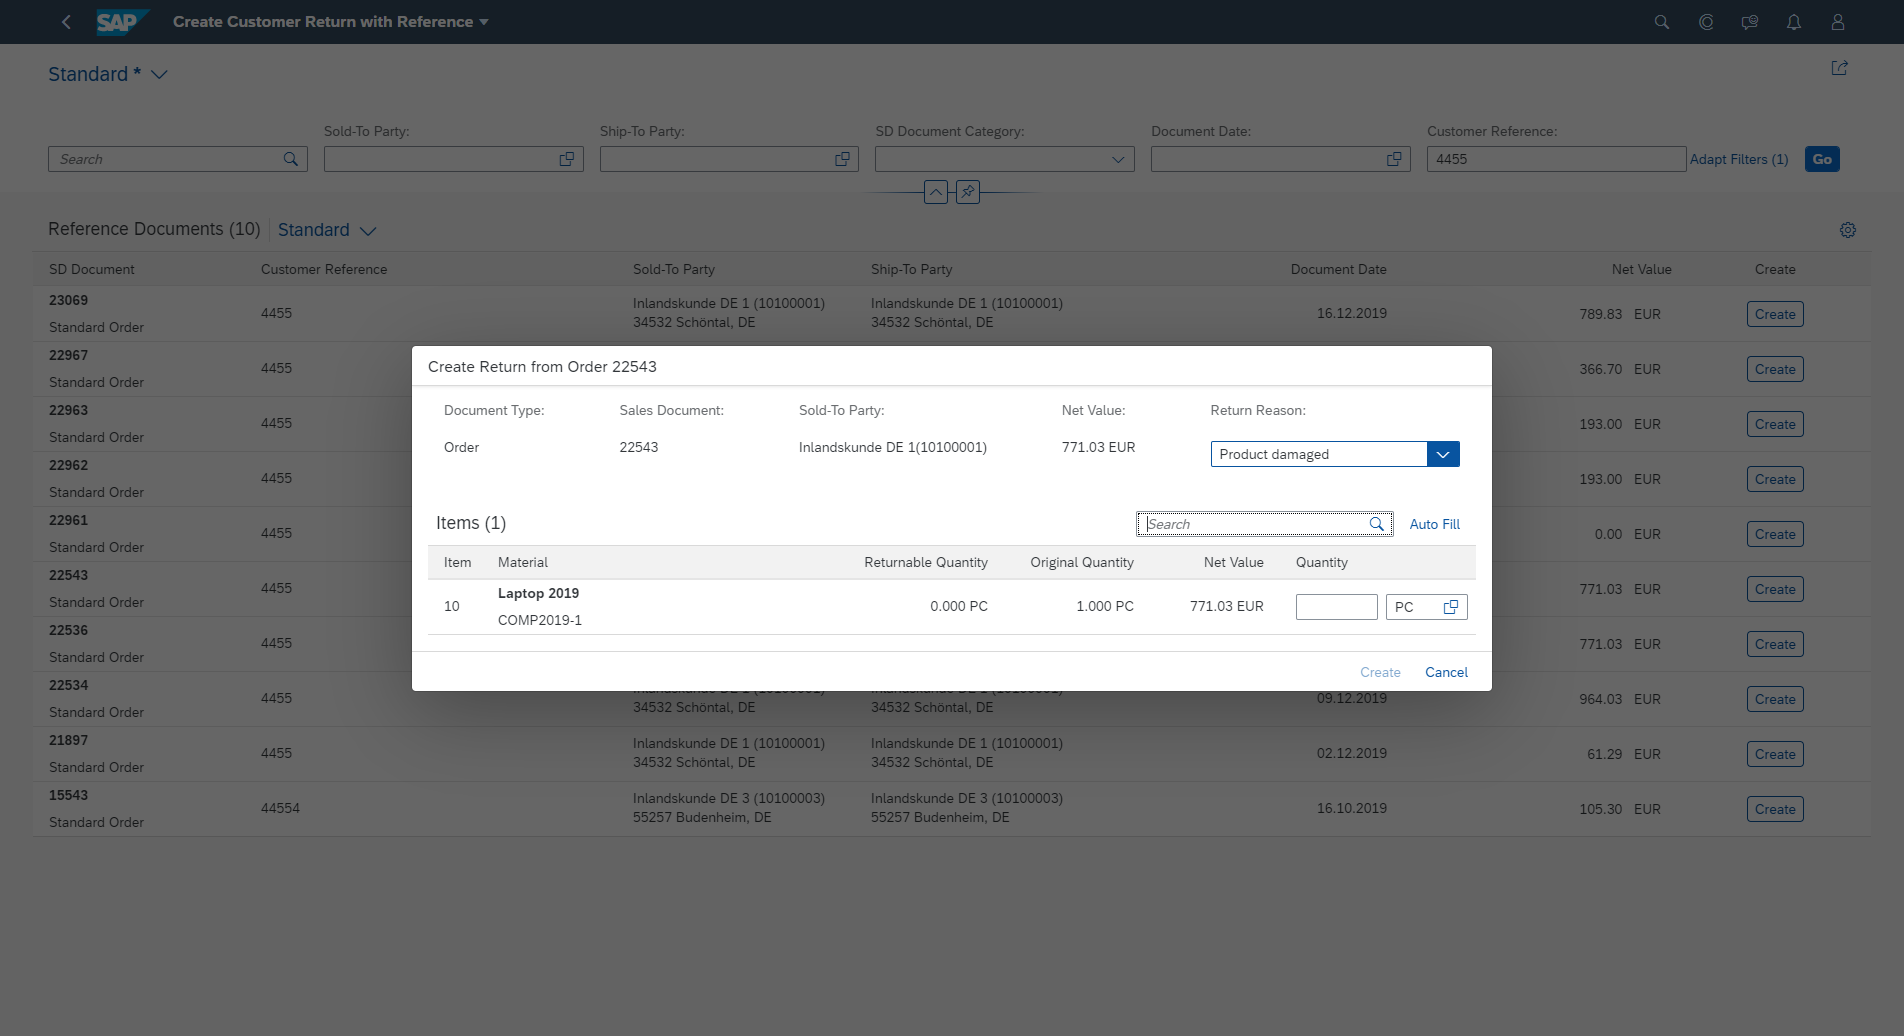 SAP Create Customer Return with Reference
Standard *
Sold-To Party: Ship-To Party: SD Document Category: Document Date: Customer Reference:
Search 4455 Adapt Filters (1) Go
Reference Documents (10) Standard
SD Document Customer Reference Sold-To Party Ship-To Party Document Date Net Value Create
23069
Standard Order
4455
Inlandskunde DE 1 (10100001)
34532 Schöntal, DE
Inlandskunde DE 1 (10100001)
34532 Schöntal, DE
16.12.2019
789.83 EUR
Create
22967
Standard Order
4455
366.70 EUR
Create
22963
Standard Order
4455
193.00 EUR
Create
22962
Standard Order
4455
193.00 EUR
Create
22961
Standard Order
4455
0.00 EUR
Create
22543
Standard Order
4455
771.03 EUR
Create
22536
Standard Order
4455
771.03 EUR
Create
22534
Standard Order
4455
34532 Schöntal, DE
34532 Schöntal, DE
09.12.2019
964.03 EUR
Create
21897
Standard Order
4455
Inlandskunde DE 1 (10100001)
34532 Schöntal, DE
Inlandskunde DE 1 (10100001)
34532 Schöntal, DE
02.12.2019
61.29 EUR
Create
15543
Standard Order
44554
Inlandskunde DE 3 (10100003)
55257 Budenheim, DE
Inlandskunde DE 3 (10100003)
55257 Budenheim, DE
16.10.2019
105.30 EUR
Create
Create Return from Order 22543
Document Type: Sales Document: Sold-To Party: Net Value: Return Reason:
Order 22543 Inlandskunde DE 1(10100001) 771.03 EUR Product damaged
Items (1) Search Auto Fill
Item Material Returnable Quantity Original Quantity Net Value Quantity
10
Laptop 2019
COMP2019-1
0.000 PC 1.000 PC 771.03 EUR PC
Create Cancel